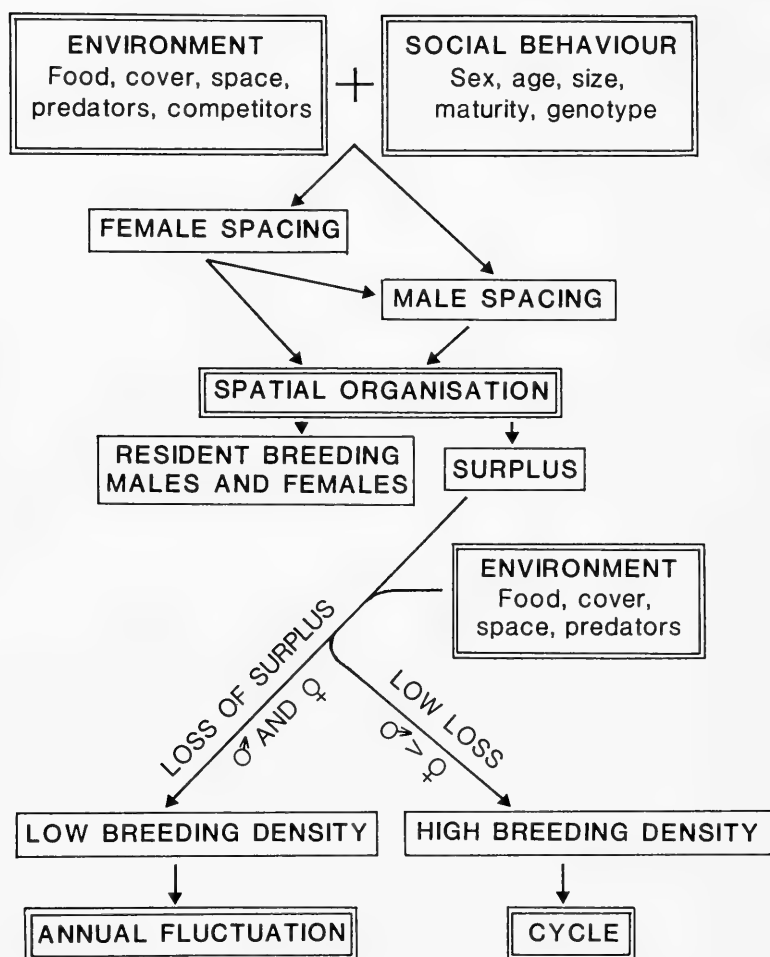 ENVIRONMENT
Food, cover, space,
predators, competitors
+
SOCIAL BEHAVIOUR
Sex, age, size,
maturity, genotype
FEMALE SPACING
MALE SPACING
SPATIAL ORGANISATION
RESIDENT BREEDING
MALES AND FEMALES
SURPLUS
ENVIRONMENT
Food, cover,
space, predators
LOSS OF SURPLUS
♂ AND ♀
LOW LOSS
♂ > ♀
LOW BREEDING DENSITY
HIGH BREEDING DENSITY
ANNUAL FLUCTUATION
CYCLE